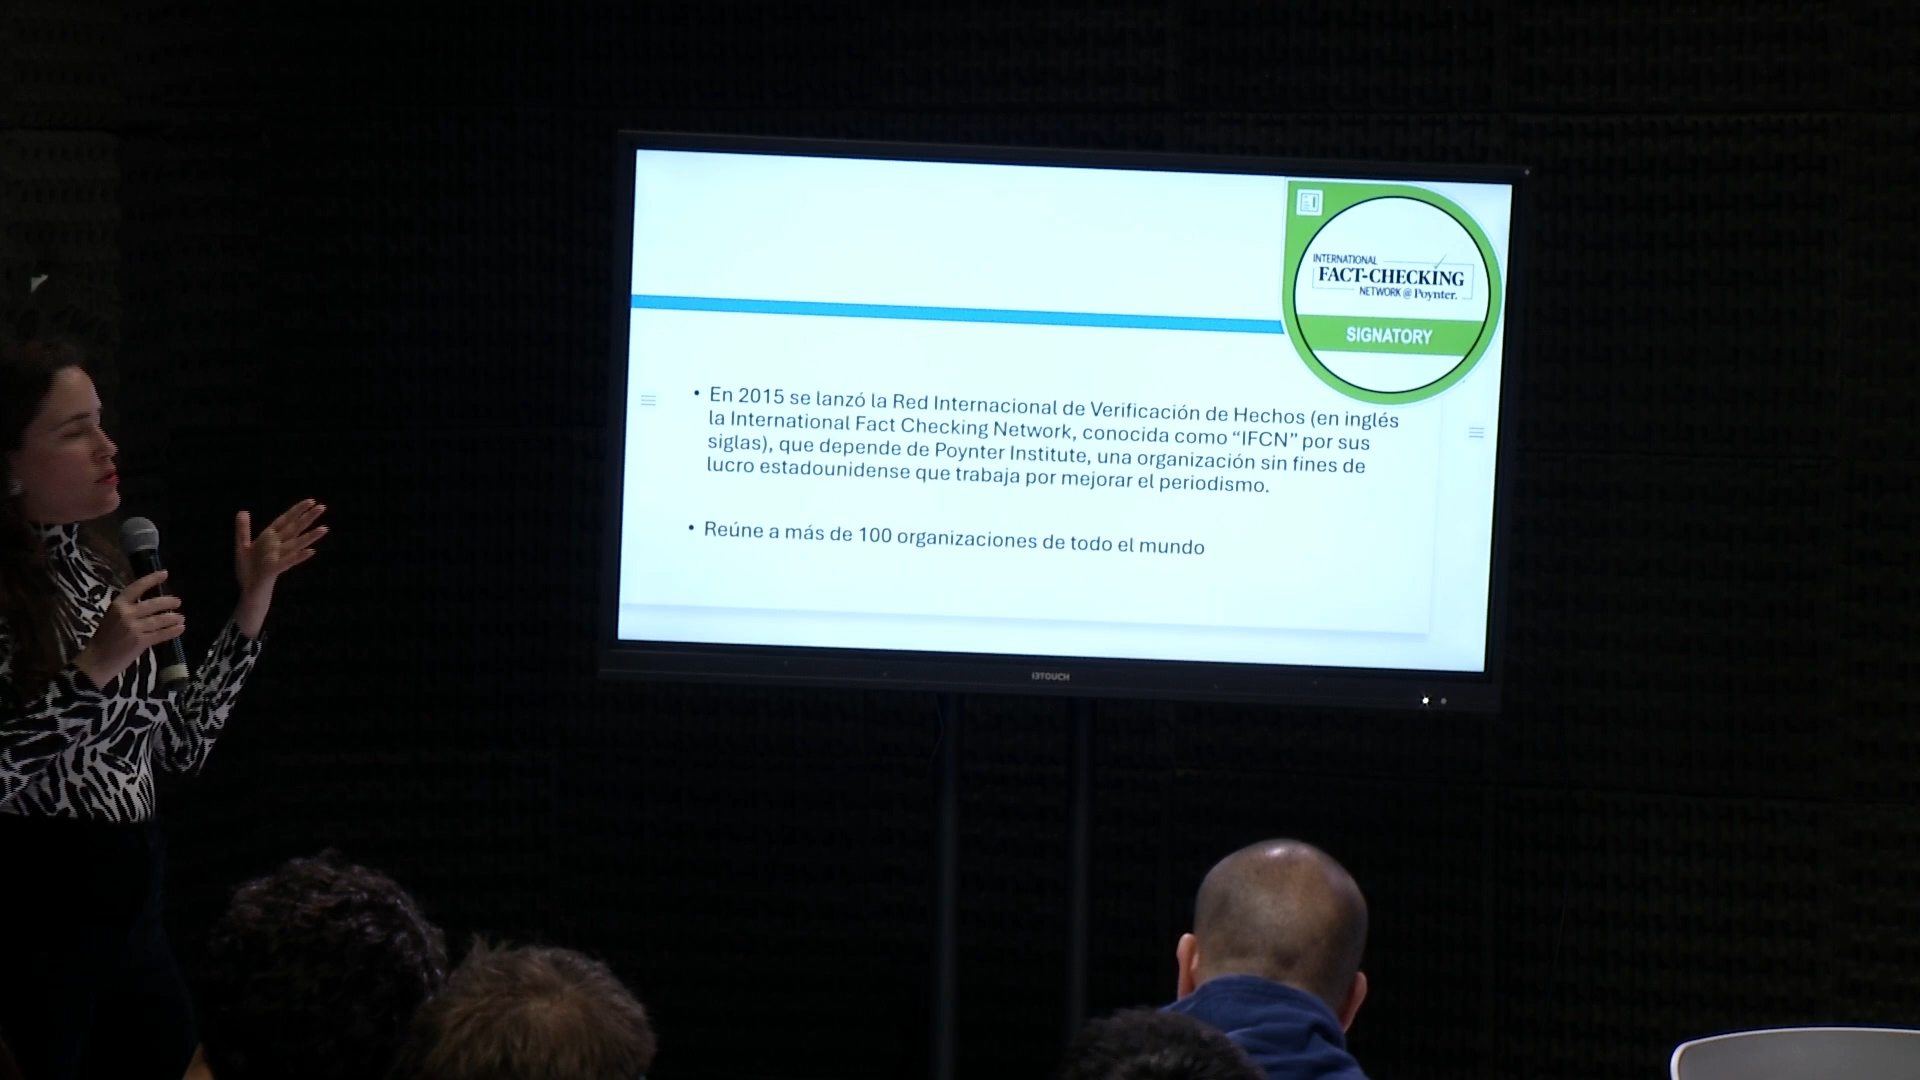 INTERNATIONAL
FACT-CHECKING
NETWORK @ Poynter.
SIGNATORY
• En 2015 se lanzó la Red Internacional de Verificación de Hechos (en inglés
la International Fact Checking Network, conocida como “IFCN” por sus
siglas), que depende de Poynter Institute, una organización sin fines de
lucro estadounidense que trabaja por mejorar el periodismo.
• Reúne a más de 100 organizaciones de todo el mundo
i3TOUCH